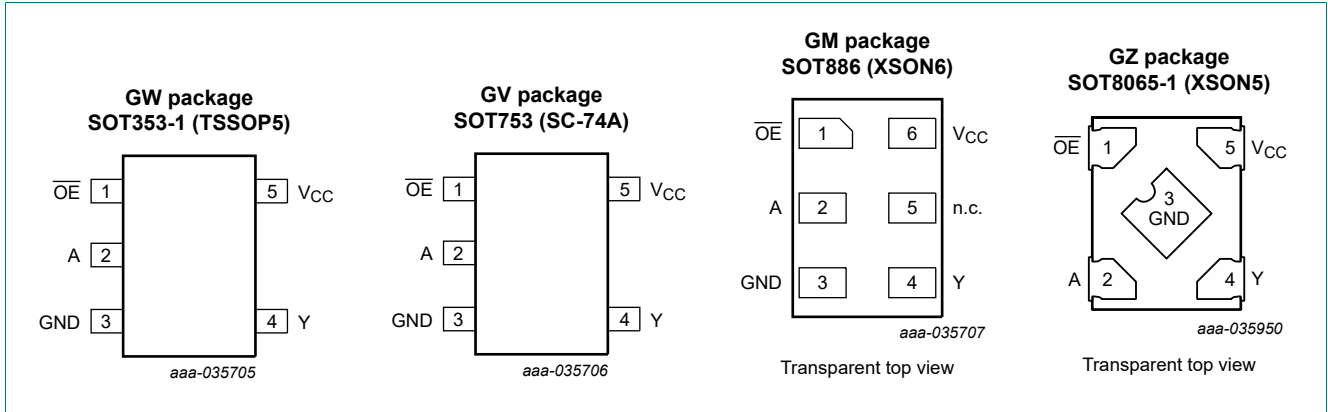 GW package
SOT353-1 (TSSOP5)
OE 1
5 VCC
A 2
GND 3
4 Y
aaa-035705
GV package
SOT753 (SC-74A)
OE 1
5 VCC
A 2
GND 3
4 Y
aaa-035706
GM package
SOT886 (XSON6)
OE 1
6 VCC
A 2
5 n.c.
GND 3
4 Y
aaa-035707
Transparent top view
GZ package
SOT8065-1 (XSON5)
OE 1
5 VCC
3
GND
A 2
4 Y
aaa-035950
Transparent top view